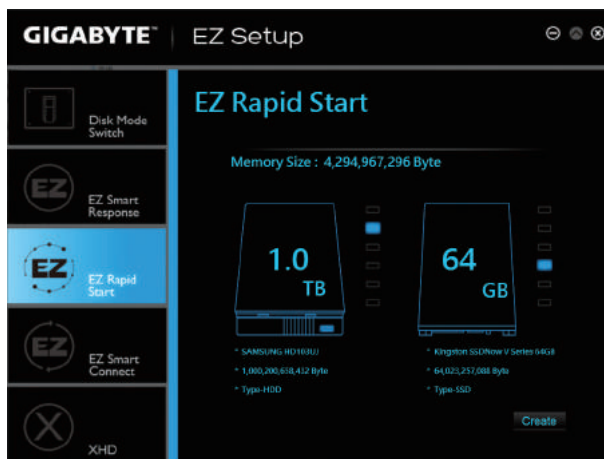 GIGABYTE™ EZ Setup
Disk Mode
Switch
EZ
EZ Smart
Response
EZ
EZ Rapid
Start
EZ
EZ Smart
Connect
X
XHD
EZ Rapid Start
Memory Size : 4,294,967,296 Byte
1.0
TB
* SAMSUNG HD103UJ
* 1,000,200,658,432 Byte
* Type-HDD
64
GB
* Kingston SSDNow V Series 64GB
* 64,023,257,088 Byte
* Type-SSD
Create